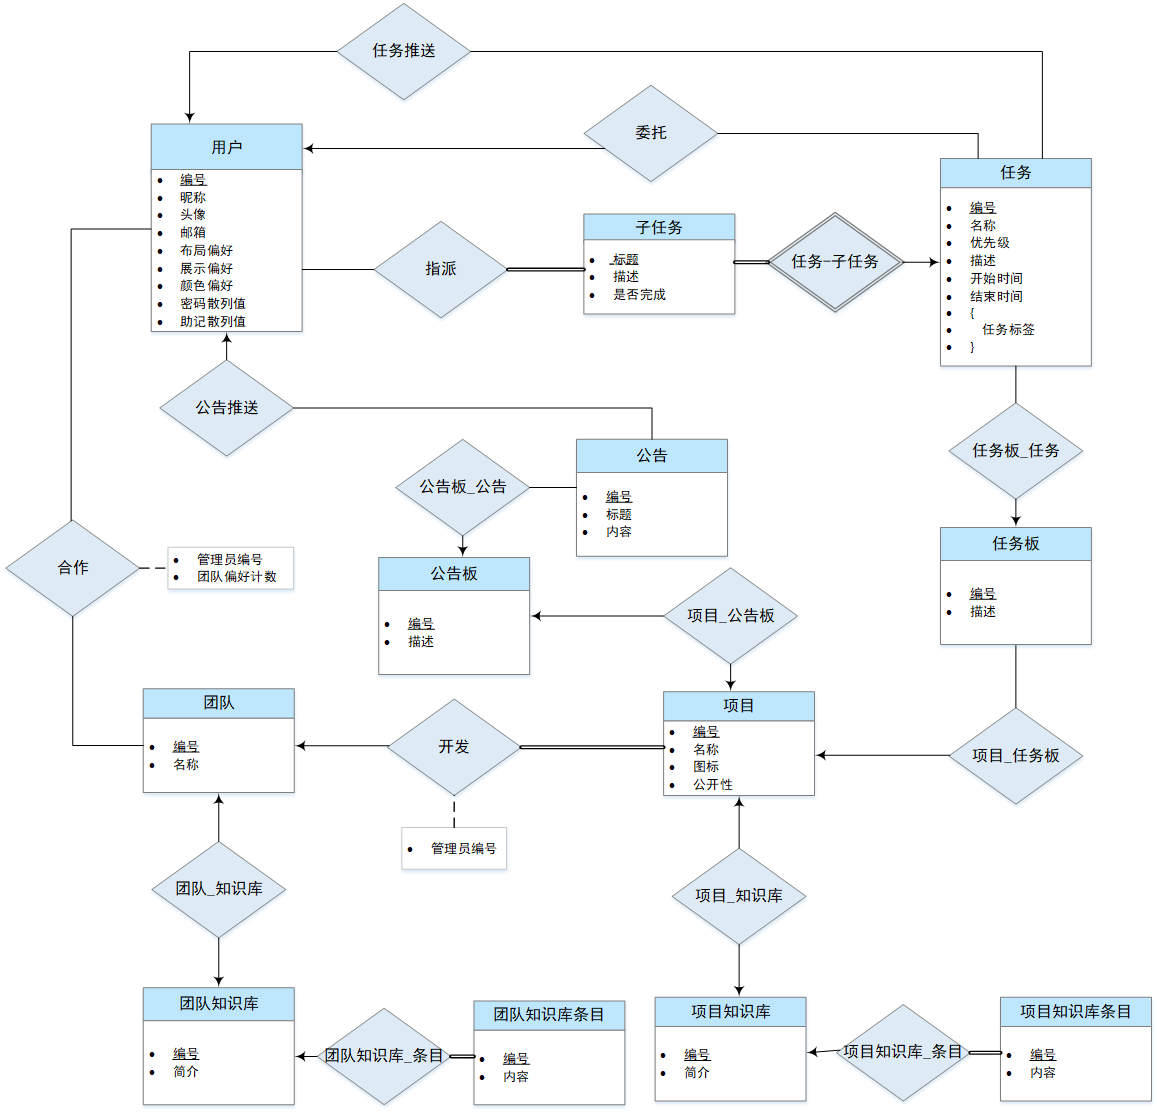 任务推送
委托
用户
编号
昵称
头像
邮箱
布局偏好
展示偏好
颜色偏好
密码散列值
助记散列值
指派
子任务
标题
描述
是否完成
任务-子任务
任务
编号
名称
优先级
描述
开始时间
结束时间
{
任务标签
}
公告推送
公告
编号
标题
内容
公告板_公告
任务板_任务
合作
管理员编号
团队偏好计数
公告板
编号
描述
项目_公告板
任务板
编号
描述
团队
编号
名称
开发
管理员编号
项目
编号
名称
图标
公开性
项目_任务板
团队_知识库
项目_知识库
团队知识库
编号
简介
团队知识库_条目
团队知识库条目
编号
内容
项目知识库
编号
简介
项目知识库_条目
项目知识库条目
编号
内容